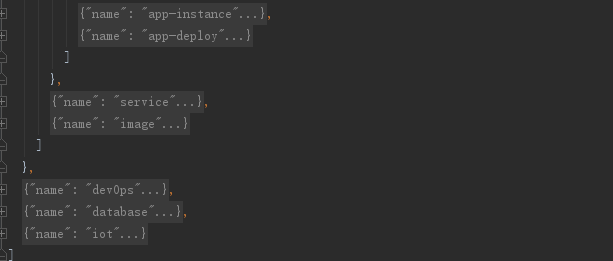 {"name": "app-instance"...},
{"name": "app-deploy"...}
]
},
{"name": "service"...},
{"name": "image"...}
]
},
{"name": "devOps"...},
{"name": "database"...},
{"name": "iot"...}
]